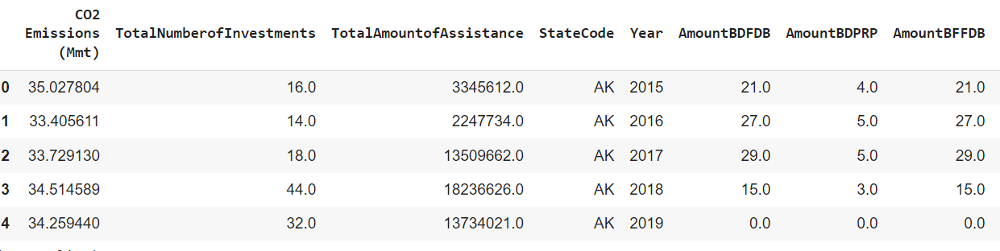 CO2
Emissions TotalNumberofInvestments TotalAmountofAssistance StateCode Year AmountBDFDB AmountBDPRP AmountBFFDB
(Mmt)
0 35.027804 16.0 3345612.0 AK 2015 21.0 4.0 21.0
1 33.405611 14.0 2247734.0 AK 2016 27.0 5.0 27.0
2 33.729130 18.0 13509662.0 AK 2017 29.0 5.0 29.0
3 34.514589 44.0 18236626.0 AK 2018 15.0 3.0 15.0
4 34.259440 32.0 13734021.0 AK 2019 0.0 0.0 0.0